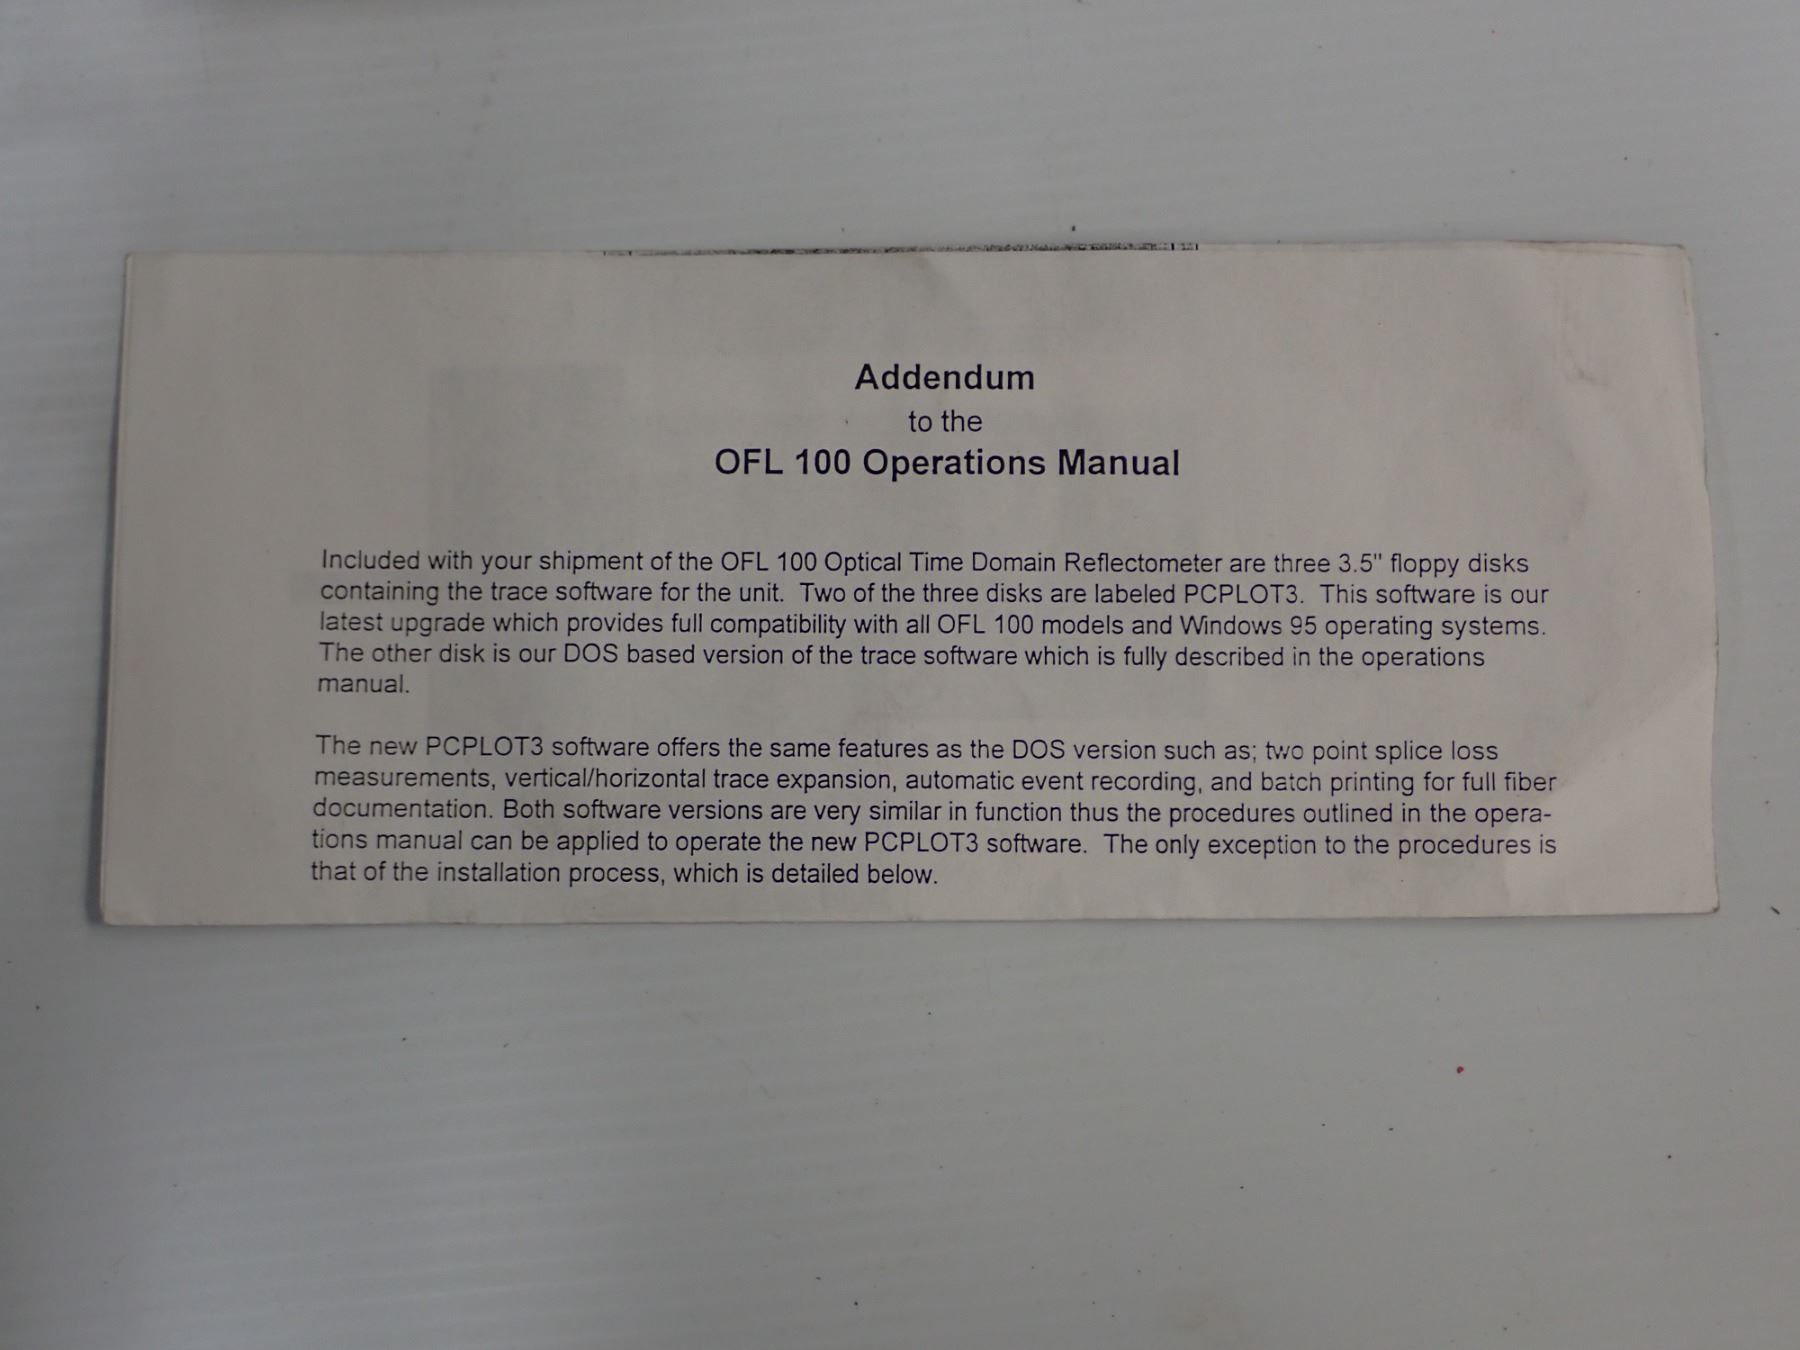 Addendum
to the
OFL 100 Operations Manual
Included with your shipment of the OFL 100 Optical Time Domain Reflectometer are three 3.5" floppy disks
containing the trace software for the unit.  Two of the three disks are labeled PCPLOT3.  This software is our
latest upgrade which provides full compatibility with all OFL 100 models and Windows 95 operating systems.
The other disk is our DOS based version of the trace software which is fully described in the operations
manual.
The new PCPLOT3 software offers the same features as the DOS version such as; two point splice loss
measurements, vertical/horizontal trace expansion, automatic event recording, and batch printing for full fiber
documentation. Both software versions are very similar in function thus the procedures outlined in the opera-
tions manual can be applied to operate the new PCPLOT3 software.  The only exception to the procedures is
that of the installation process, which is detailed below.